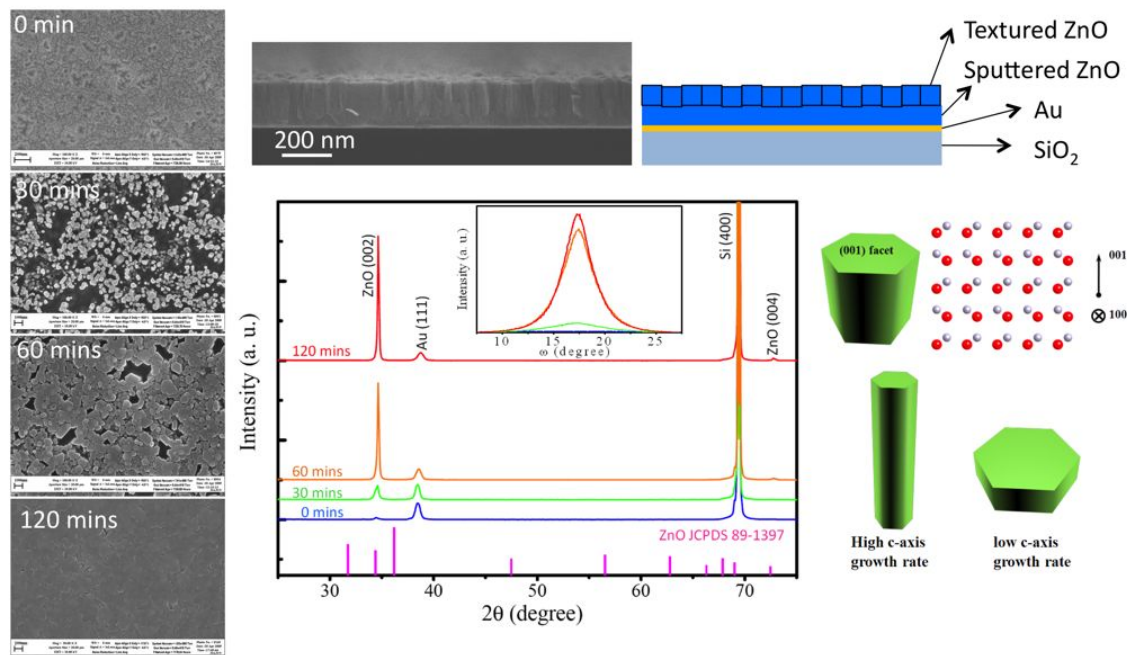 0 min
30 mins
60 mins
120 mins
200 nm
Textured ZnO
Sputtered ZnO
Au
SiO2
Intensity (a. u.)
2θ (degree)
30
40
50
60
70
ZnO (002)
Au (111)
Si (400)
ZnO (004)
120 mins
60 mins
30 mins
0 mins
ZnO JCPDS 89-1397
Intensity (a. u.)
10
15
20
25
ω (degree)
(001) facet
001
100
High c-axis
growth rate
low c-axis
growth rate